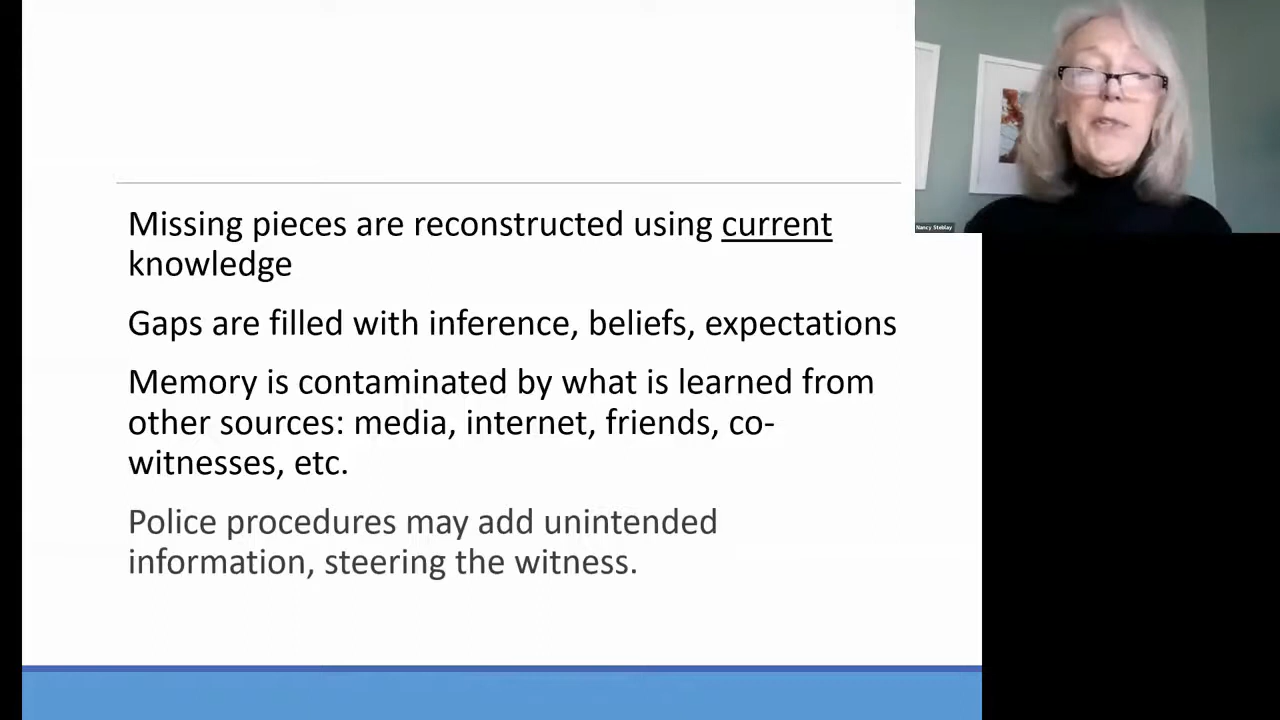 Missing pieces are reconstructed using current
knowledge
Gaps are filled with inference, beliefs, expectations
Memory is contaminated by what is learned from
other sources: media, internet, friends, co-
witnesses, etc.
Police procedures may add unintended
information, steering the witness.
Nancy Steblay